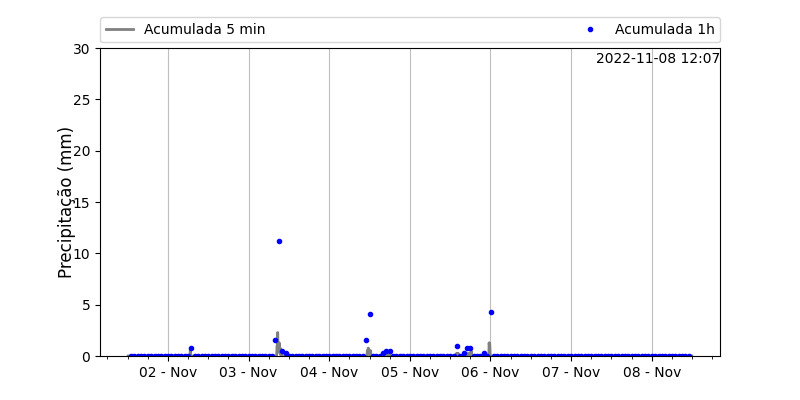 Acumulada 5 min
Acumulada 1h
2022-11-08 12:07
Precipitação (mm)
30
25
20
15
10
5
0
02 - Nov
03 - Nov
04 - Nov
05 - Nov
06 - Nov
07 - Nov
08 - Nov